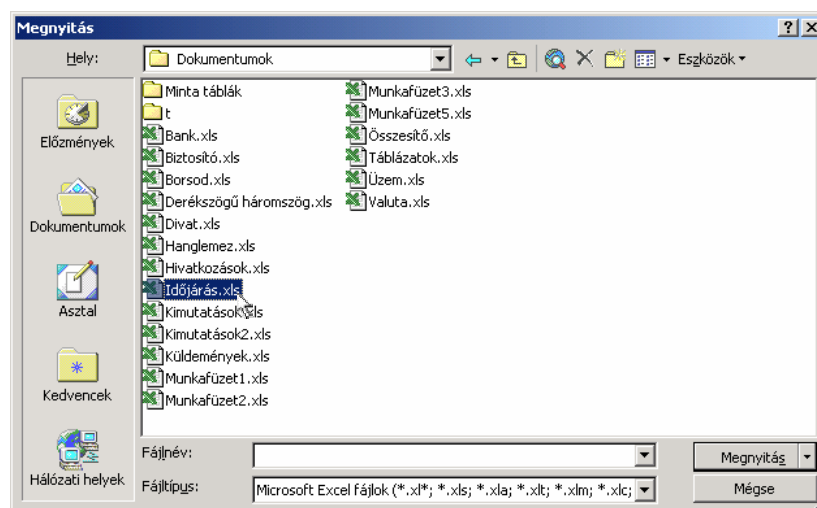 Megnyitás
Hely:
Dokumentumok
Eszközök
Előzmények
Dokumentumok
Asztal
Kedvencek
Hálózati helyek
Minta táblák
t
Bank.xls
Biztosító.xls
Borsod.xls
Derékszögű háromszög.xls
Divat.xls
Hanglemez.xls
Hivatkozások.xls
Időjárás.xls
Kimutatások.xls
Kimutatások2.xls
Küldemények.xls
Munkafüzet1.xls
Munkafüzet2.xls
Munkafüzet3.xls
Munkafüzet5.xls
Összesítő.xls
Táblázatok.xls
Üzem.xls
Valuta.xls
Fájlnév:
Megnyitás
Fájltípus:
Microsoft Excel fájlok (*.xl*; *.xls; *.xla; *.xlt; *.xlm; *.xlc;
Mégse